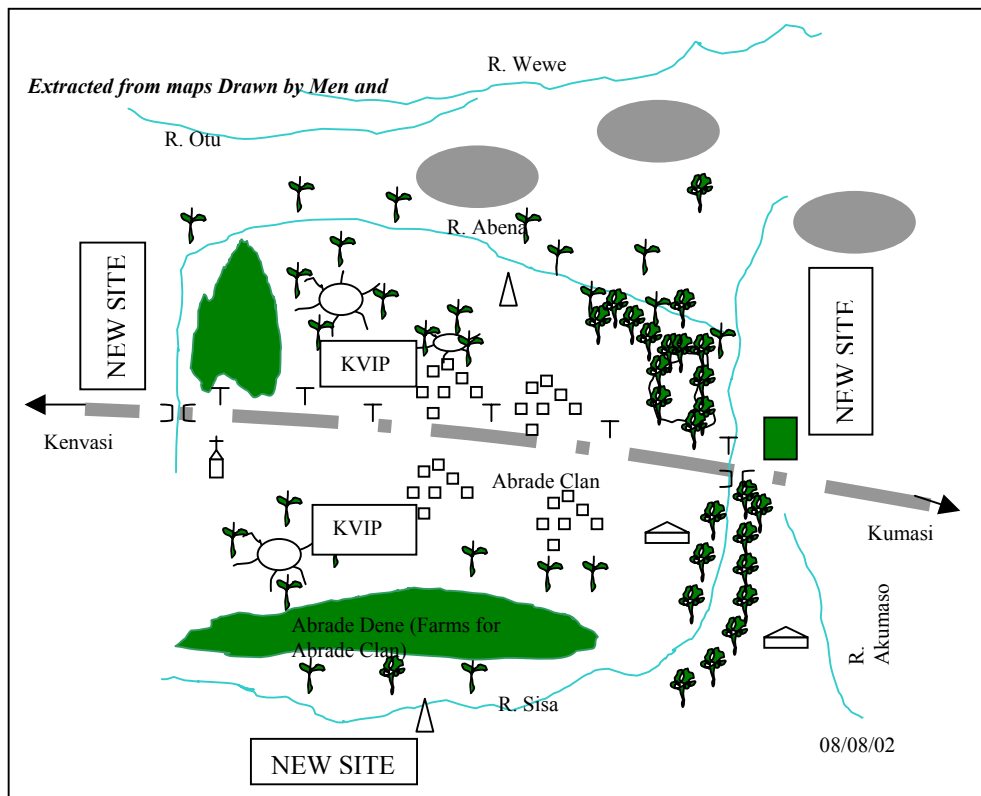 R. Wewe
Extracted from maps Drawn by Men and
R. Otu
R. Abena
NEW SITE
NEW SITE
KVIP
Kenvasi
Abrade Clan
KVIP
Kumasi
Abrade Dene (Farms for
Abrade Clan)
R.
Akumaso
R. Sisa
08/08/02
NEW SITE